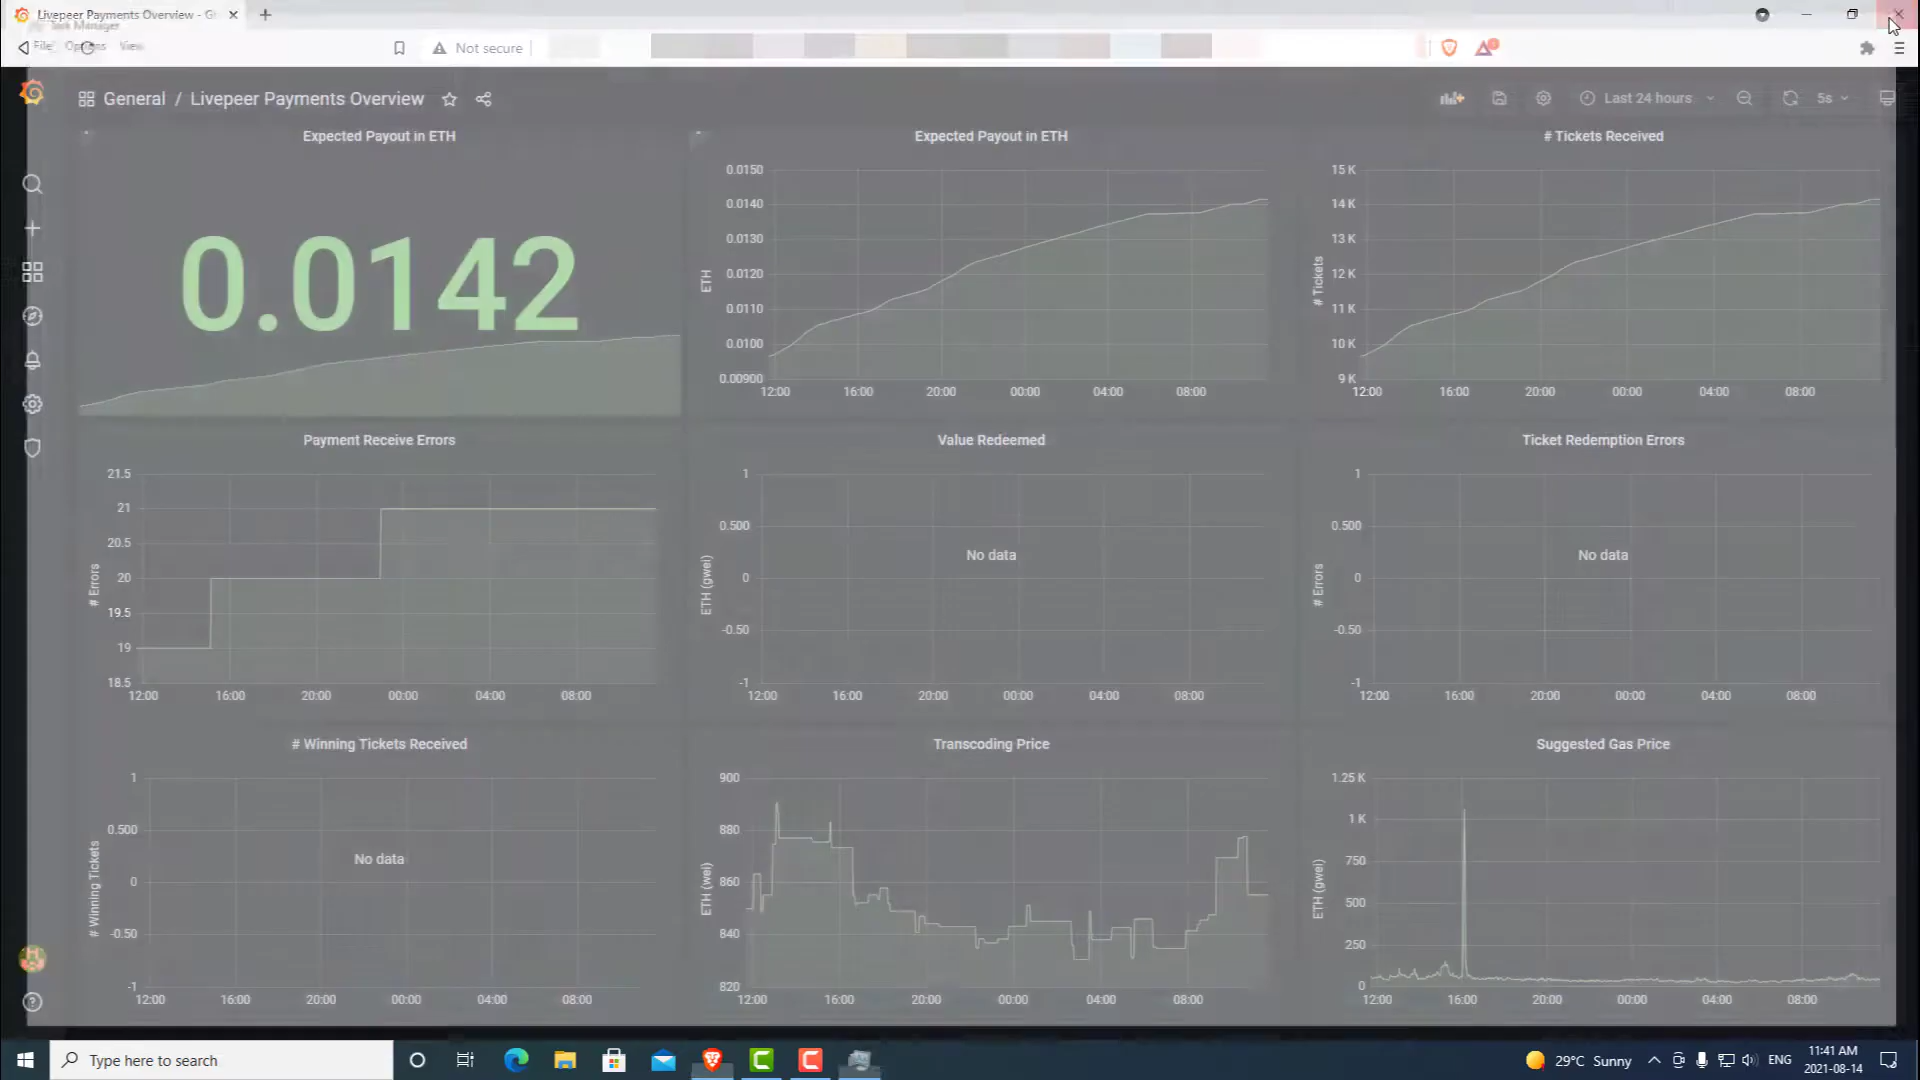 Livepeer Payments Overview - G
Task Manager
File Options View
Not secure
General / Livepeer Payments Overview
Last 24 hours
5s
Expected Payout in ETH
0.0142
Expected Payout in ETH
ETH
0.0150
0.0140
0.0130
0.0120
0.0110
0.0100
0.00900
12:00 16:00 20:00 00:00 04:00 08:00
# Tickets Received
# Tickets
15 K
14 K
13 K
12 K
11 K
10 K
9 K
12:00 16:00 20:00 00:00 04:00 08:00
Payment Receive Errors
# Errors
21.5
21
20.5
20
19.5
19
18.5
12:00 16:00 20:00 00:00 04:00 08:00
Value Redeemed
ETH (gwei)
1
0.500
0
-0.50
-1
No data
12:00 16:00 20:00 00:00 04:00 08:00
Ticket Redemption Errors
# Errors
1
0.500
0
-0.50
-1
No data
12:00 16:00 20:00 00:00 04:00 08:00
# Winning Tickets Received
# Winning Tickets
1
0.500
0
-0.50
-1
No data
12:00 16:00 20:00 00:00 04:00 08:00
Transcoding Price
ETH (wei)
900
880
860
840
820
12:00 16:00 20:00 00:00 04:00 08:00
Suggested Gas Price
ETH (gwei)
1.25 K
1 K
750
500
250
0
12:00 16:00 20:00 00:00 04:00 08:00
Type here to search
29°C Sunny
ENG
11:41 AM
2021-08-14